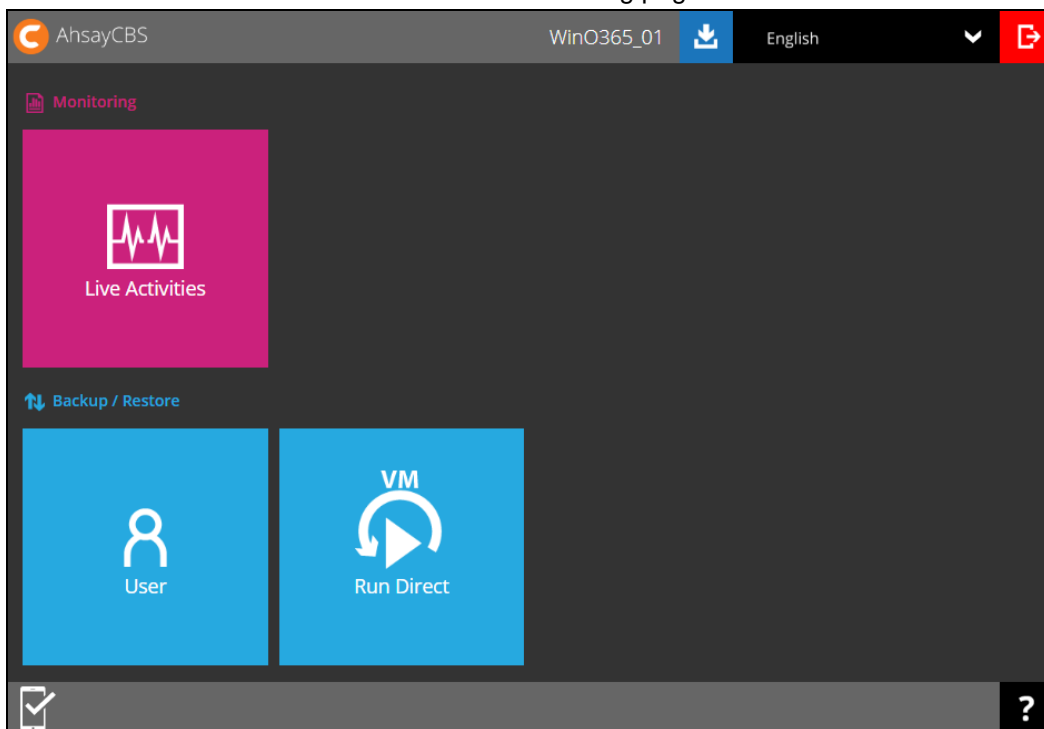 AhsayCBS
WinO365_01
English
Monitoring
Live Activities
Backup / Restore
User
VM
Run Direct
?